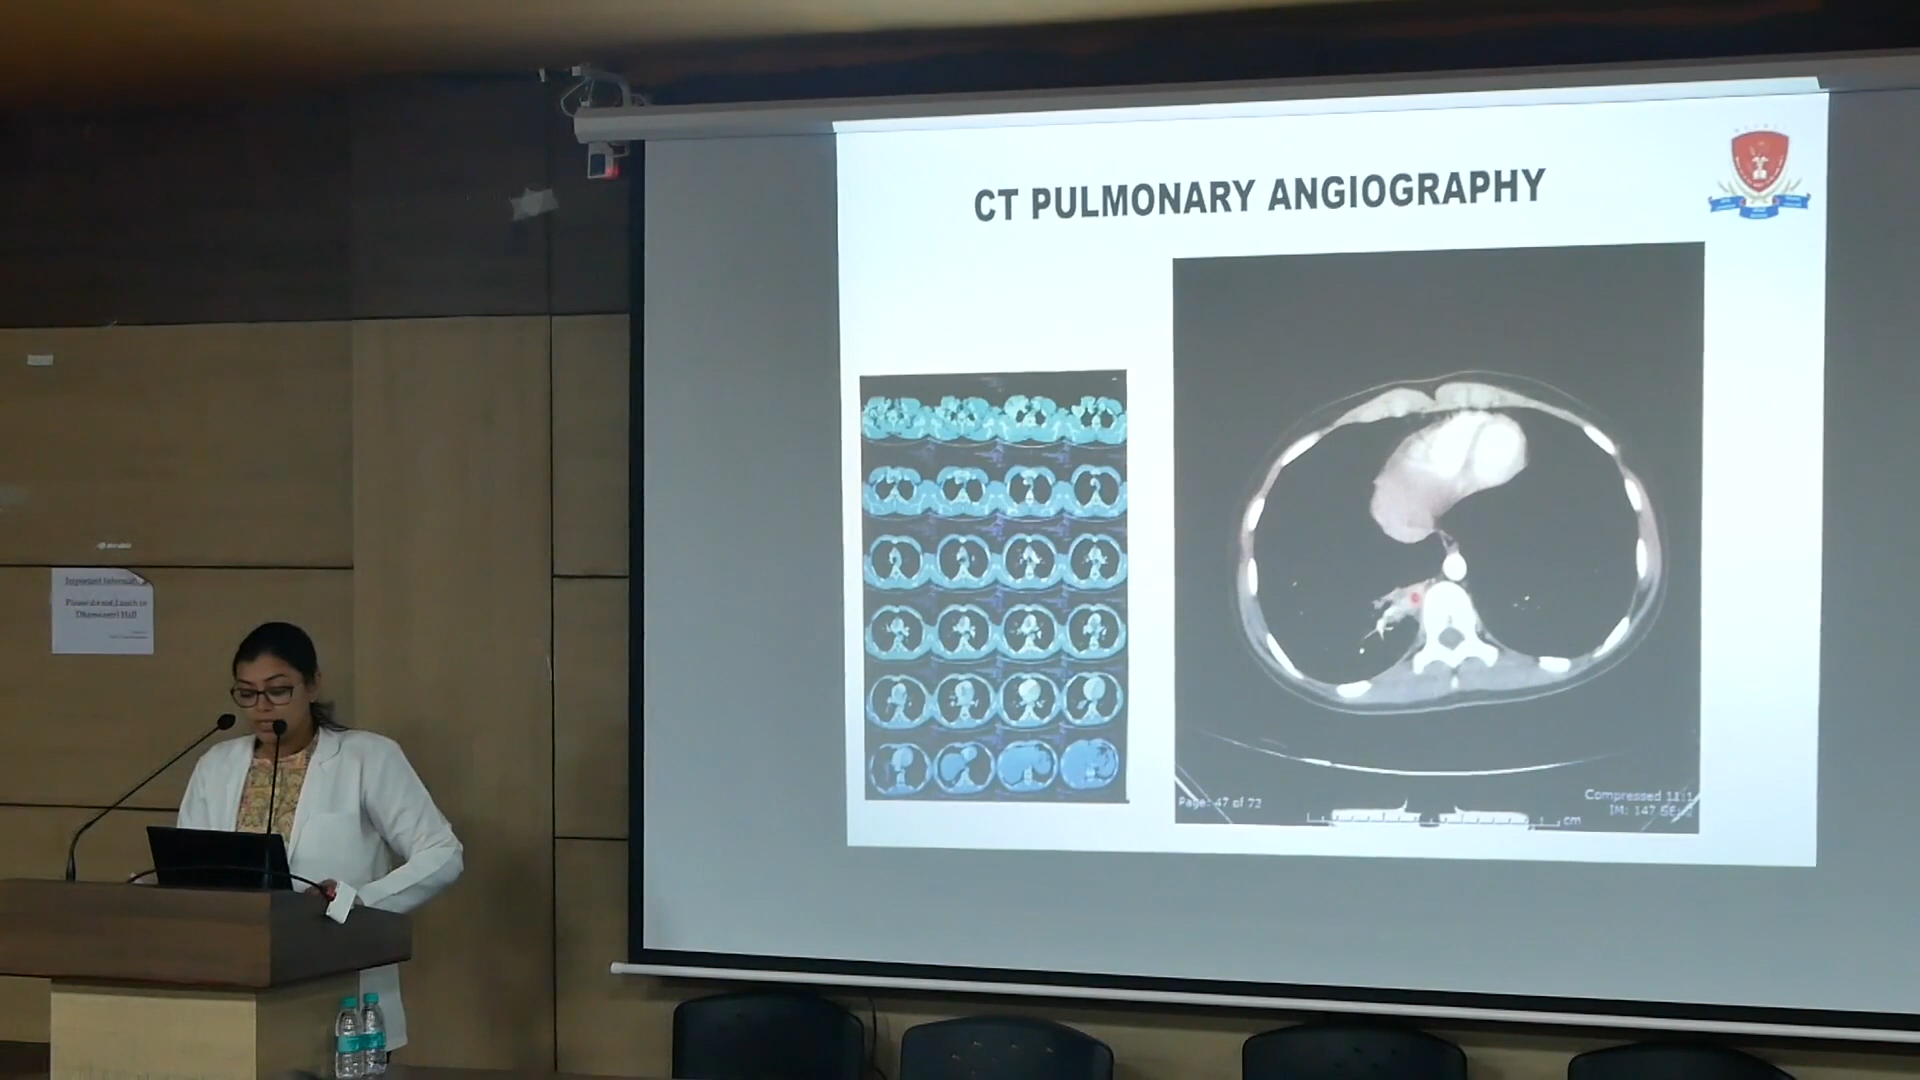 CT PULMONARY ANGIOGRAPHY
Page: 47 of 72
Compressed 11:1
IM: 147
cm
Important Information
Please do not Lunch in
Dhanwantri Hall